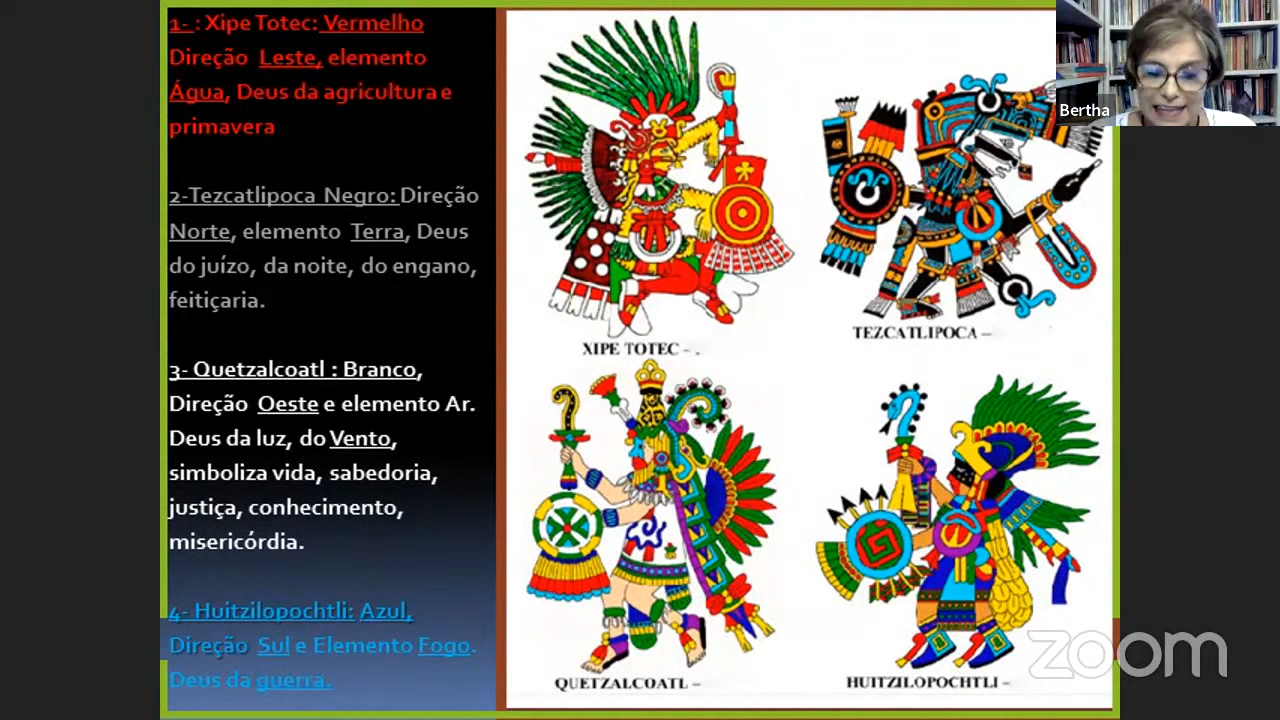 1- : Xipe Totec: Vermelho
Direção Leste, elemento
Água, Deus da agricultura e
primavera
2-Tezcatlipoca Negro: Direção
Norte, elemento Terra, Deus
do juízo, da noite, do engano,
feitiçaria.
3- Quetzalcoatl : Branco,
Direção Oeste e elemento Ar.
Deus da luz, do Vento,
simboliza vida, sabedoria,
justiça, conhecimento,
misericórdia.
4- Huitzilopochtli: Azul,
Direção Sul e Elemento Fogo.
Deus da guerra.
XIPE TOTEC – .
TEZCATLIPOCA –
QUETZALCOATL –
HUITZILOPOCHTLI –
Bertha
zoom